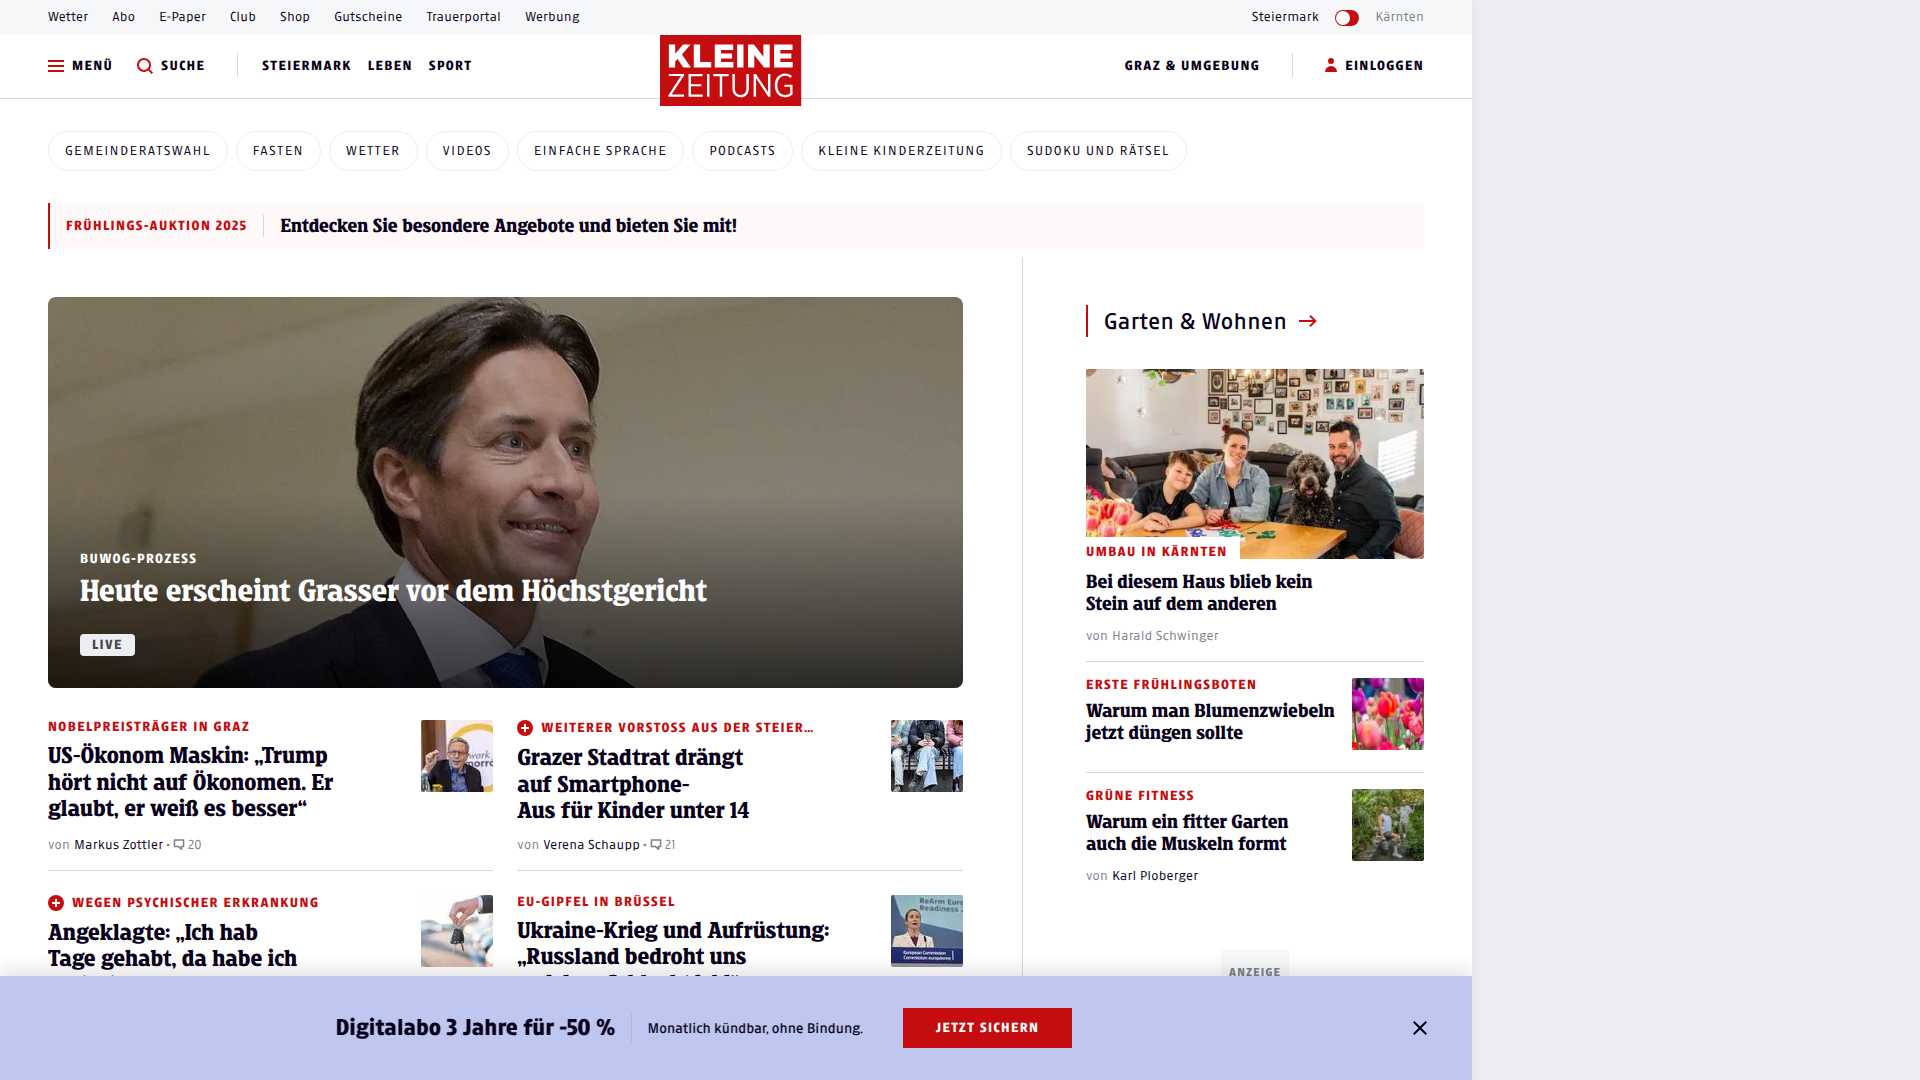 Wetter Abo E-Paper Club Shop Gutscheine Trauerportal Werbung Steiermark Kärnten
MENÜ SUCHE STEIERMARK LEBEN SPORT KLEINE ZEITUNG GRAZ & UMGEBUNG EINLOGGEN
GEMEINDERATSWAHL FASTEN WETTER VIDEOS EINFACHE SPRACHE PODCASTS KLEINE KINDERZEITUNG SUDOKU UND RÄTSEL
FRÜHLINGS-AUKTION 2025 Entdecken Sie besondere Angebote und bieten Sie mit!
BUWOG-PROZESS
Heute erscheint Grasser vor dem Höchstgericht
LIVE
NOBELPREISTRÄGER IN GRAZ
US-Ökonom Maskin: „Trump
hört nicht auf Ökonomen. Er
glaubt, er weiß es besser“
von Markus Zottler • 20
WEITERER VORSTOSS AUS DER STEIER...
Grazer Stadtrat drängt
auf Smartphone-
Aus für Kinder unter 14
von Verena Schaupp • 21
WEGEN PSYCHISCHER ERKRANKUNG
Angeklagte: „Ich hab
Tage gehabt, da habe ich
EU-GIPFEL IN BRÜSSEL
Ukraine-Krieg und Aufrüstung:
„Russland bedroht uns
Garten & Wohnen
UMBAU IN KÄRNTEN
Bei diesem Haus blieb kein
Stein auf dem anderen
von Harald Schwinger
ERSTE FRÜHLINGSBOTEN
Warum man Blumenzwiebeln
jetzt düngen sollte
GRÜNE FITNESS
Warum ein fitter Garten
auch die Muskeln formt
von Karl Ploberger
ANZEIGE
Digitalabo 3 Jahre für -50 % Monatlich kündbar, ohne Bindung. JETZT SICHERN